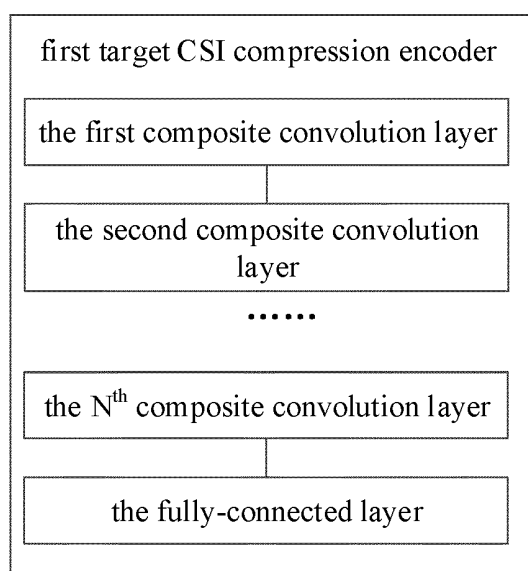 first target CSI compression encoder
the first composite convolution layer
the second composite convolution
layer
......
the Nth composite convolution layer
the fully-connected layer